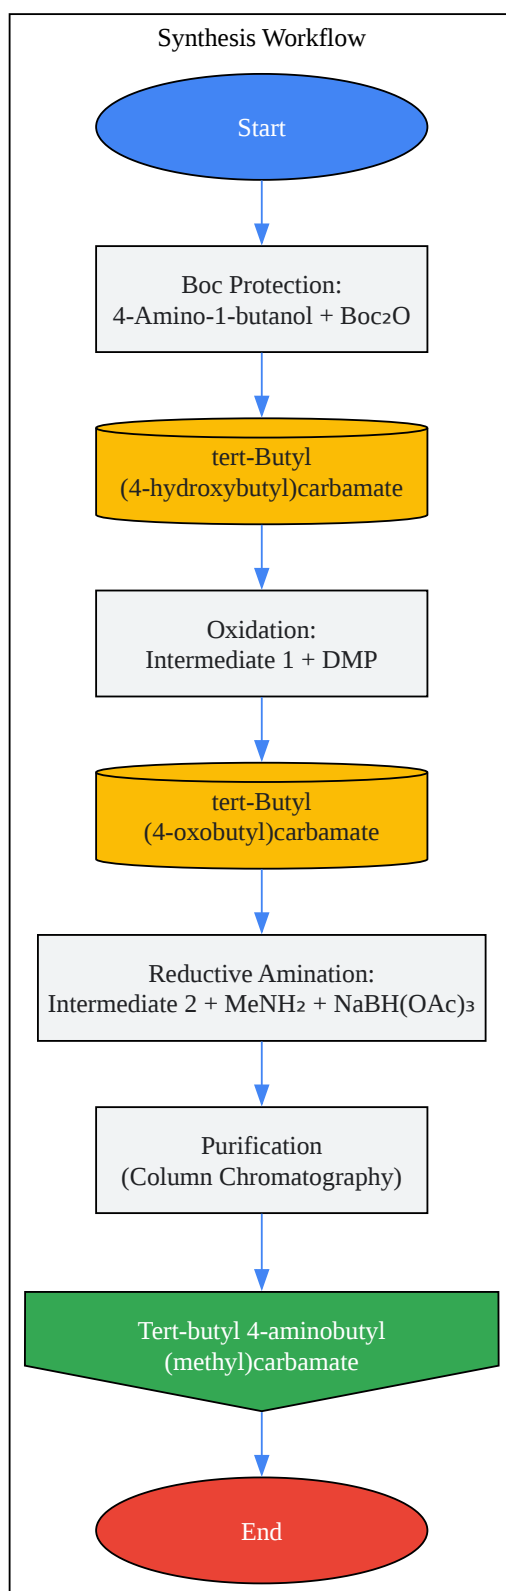 Synthesis Workflow
Start
Boc Protection:
4-Amino-1-butanol + Boc₂O
tert-Butyl
(4-hydroxybutyl)carbamate
Oxidation:
Intermediate 1 + DMP
tert-Butyl
(4-oxobutyl)carbamate
Reductive Amination:
Intermediate 2 + MeNH₂ + NaBH(OAc)₃
Purification
(Column Chromatography)
Tert-butyl 4-aminobutyl
(methyl)carbamate
End